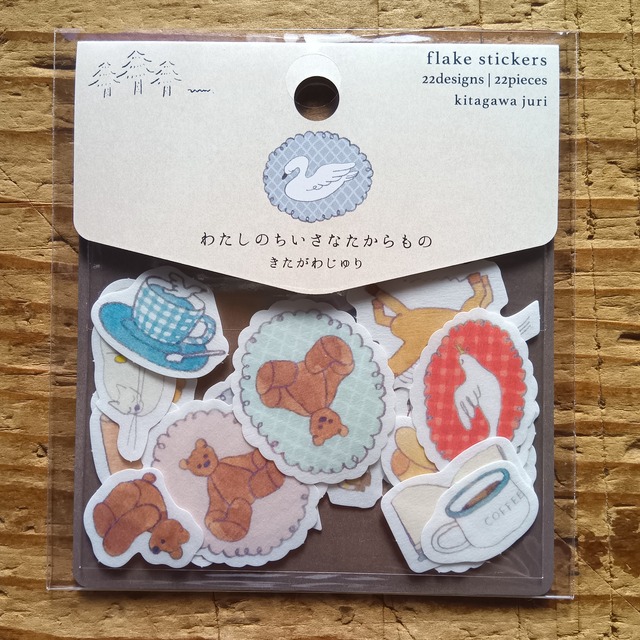 flake stickers
22designs | 22pieces
kitagawa juri
わたしのちいさなたからもの
きたがわじゅり
COFFEE